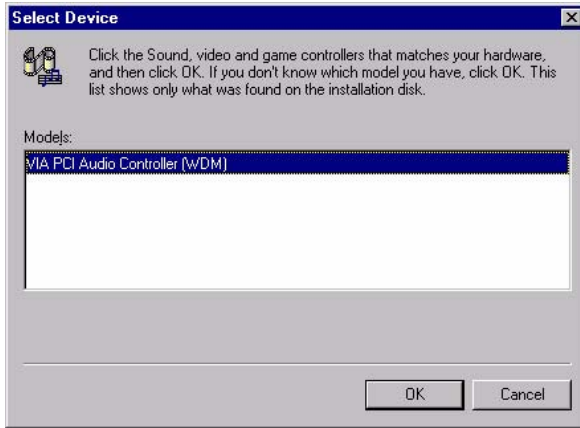 Select Device
Click the Sound, video and game controllers that matches your hardware,
and then click OK. If you don't know which model you have, click OK. This
list shows only what was found on the installation disk.
Models:
VIA PCI Audio Controller (WDM)
OK Cancel